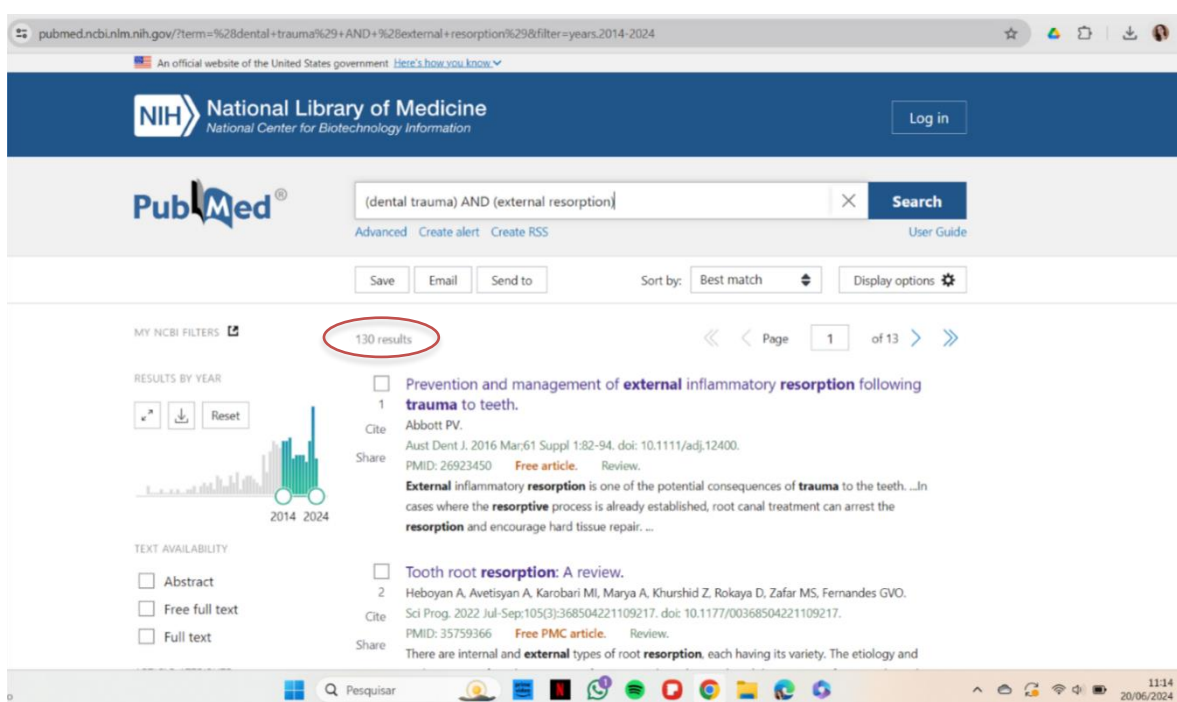 pubmed.ncbi.nlm.nih.gov/?term=%28dental+trauma%29+AND+%28external+resorption%29&filter=years.2014-2024
An official website of the United States government Here's how you know
NIH National Library of Medicine
National Center for Biotechnology Information
Log in
PubMed®
(dental trauma) AND (external resorption)
Search
Advanced Create alert Create RSS
User Guide
Save Email Send to
Sort by: Best match
Display options
MY NCBI FILTERS
130 results
Page 1 of 13
RESULTS BY YEAR
Reset
2014 2024
TEXT AVAILABILITY
Abstract
Free full text
Full text
1
Cite
Share
Prevention and management of external inflammatory resorption following
trauma to teeth.
Abbott PV.
Aust Dent J. 2016 Mar;61 Suppl 1:82-94. doi: 10.1111/adj.12400.
PMID: 26923450 Free article. Review.
External inflammatory resorption is one of the potential consequences of trauma to the teeth. ...In
cases where the resorptive process is already established, root canal treatment can arrest the
resorption and encourage hard tissue repair. ...
2
Cite
Share
Tooth root resorption: A review.
Heboyan A, Avetisyan A, Karobari MI, Marya A, Khurshid Z, Rokaya D, Zafar MS, Fernandes GVO.
Sci Prog. 2022 Jul-Sep;105(3):368504221109217. doi: 10.1177/00368504221109217.
PMID: 35759366 Free PMC article. Review.
There are internal and external types of root resorption, each having its variety. The etiology and
Pesquisar
11:14
20/06/2024